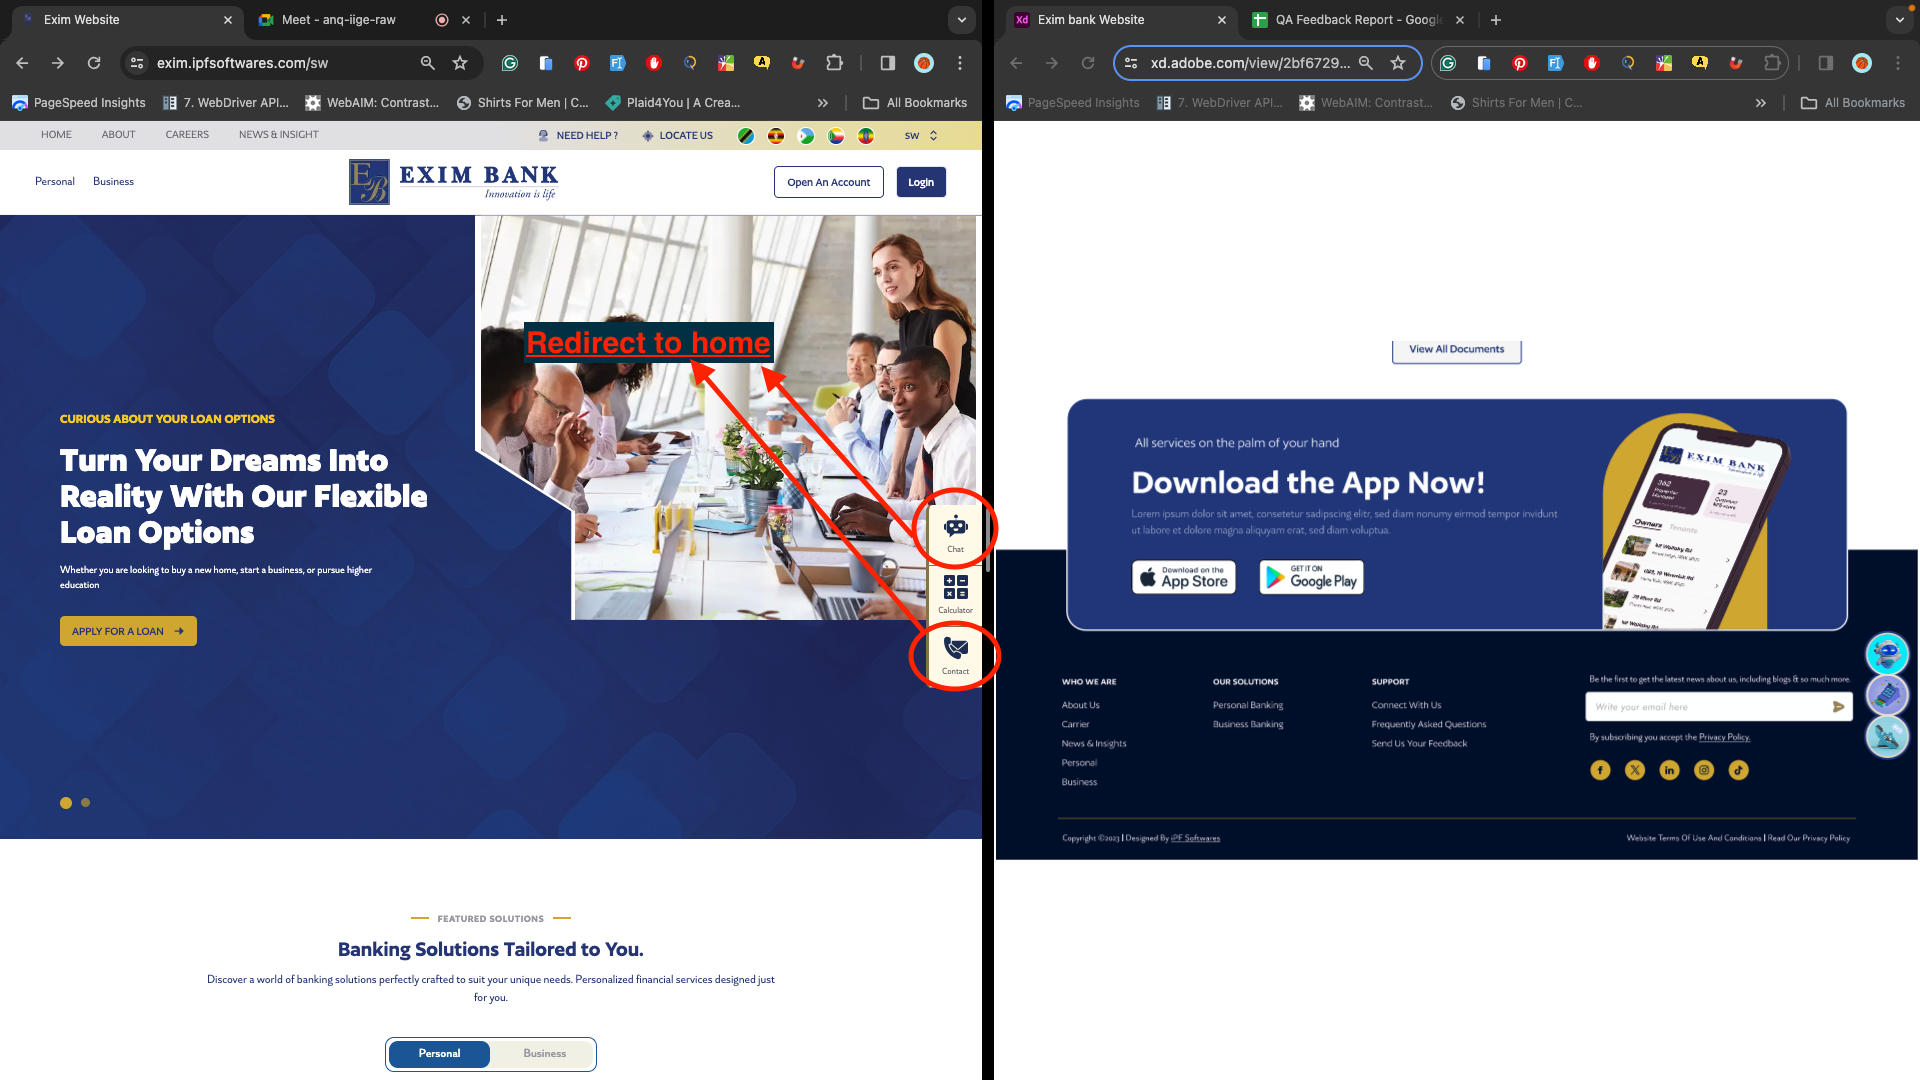 Exim Website
Meet - anq-iige-raw
exim.ipfsoftwares.com/sw
PageSpeed Insights
7. WebDriver API...
WebAIM: Contrast...
Shirts For Men | C...
Plaid4You | A Crea...
All Bookmarks
HOME
ABOUT
CAREERS
NEWS & INSIGHT
NEED HELP ?
LOCATE US
SW
Personal
Business
EB
EXIM BANK
Innovation is life
Open An Account
Login
Redirect to home
CURIOUS ABOUT YOUR LOAN OPTIONS
Turn Your Dreams Into
Reality With Our Flexible
Loan Options
Whether you are looking to buy a new home, start a business, or pursue higher
education
APPLY FOR A LOAN
Chat
Calculator
Contact
FEATURED SOLUTIONS
Banking Solutions Tailored to You.
Discover a world of banking solutions perfectly crafted to suit your unique needs. Personalized financial services designed just
for you.
Personal
Business
Xd
Exim bank Website
QA Feedback Report - Google
xd.adobe.com/view/2bf6729...
PageSpeed Insights
7. WebDriver API...
WebAIM: Contrast...
Shirts For Men | C...
All Bookmarks
View All Documents
All services on the palm of your hand
Download the App Now!
Lorem ipsum dolor sit amet, consetetur sadipscing elitr, sed diam nonumy eirmod tempor invidunt
ut labore et dolore magna aliquyam erat, sed diam voluptua.
Download on the
App Store
GET IT ON
Google Play
EXIM BANK
362
23
Owners
Tenants
WHO WE ARE
About Us
Carrier
News & Insights
Personal
Business
OUR SOLUTIONS
Personal Banking
Business Banking
SUPPORT
Connect With Us
Frequently Asked Questions
Send Us Your Feedback
Be the first to get the latest news about us, including blogs & so much more.
Write your email here
By subscribing you accept the Privacy Policy.
Copyright ©2023 | Designed By iPF Softwares
Website Terms Of Use And Conditions | Read Our Privacy Policy